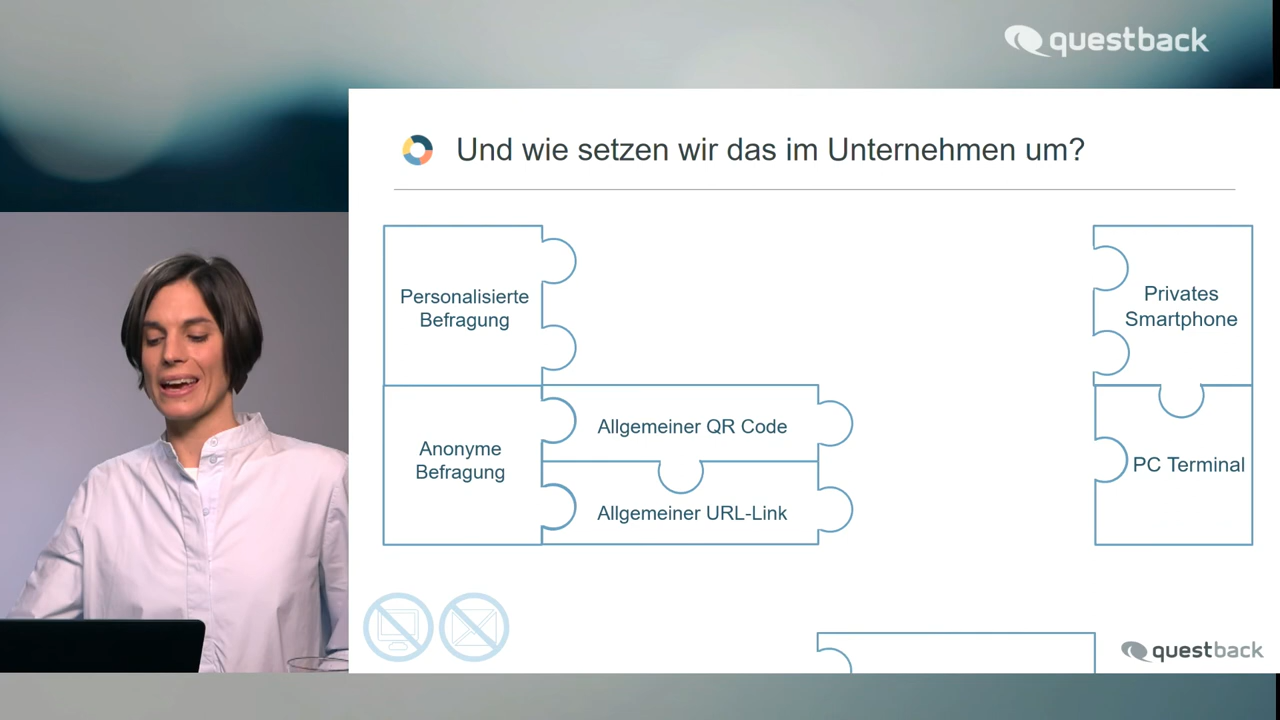 questback
Und wie setzen wir das im Unternehmen um?
Personalisierte
Befragung
Privates
Smartphone
Allgemeiner QR Code
Anonyme
Befragung
PC Terminal
Allgemeiner URL-Link
questback